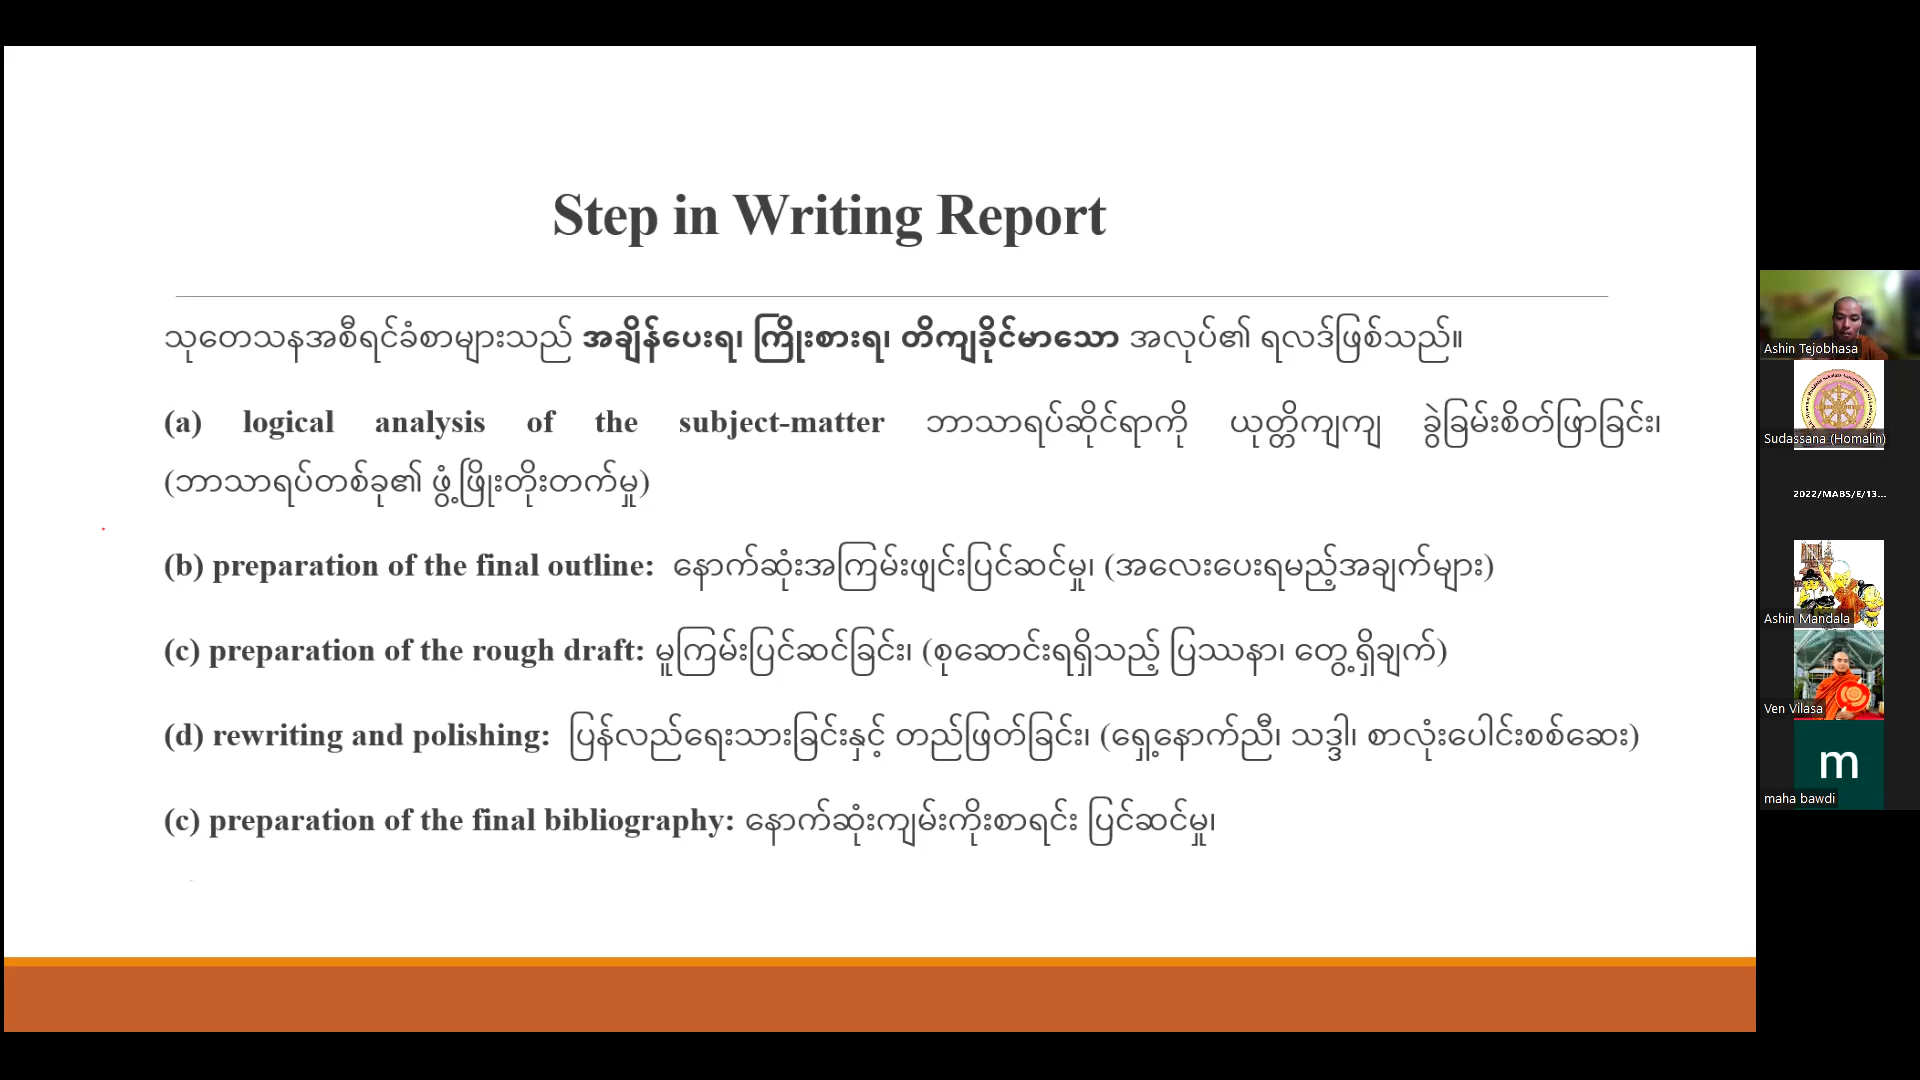 Step in Writing Report
သုတေသနအစီရင်ခံစာများသည် အချိန်ပေးရ၊ ကြိုးစားရ၊ တိကျခိုင်မာသော အလုပ်၏ ရလဒ်ဖြစ်သည်။
(a) logical analysis of the subject-matter ဘာသာရပ်ဆိုင်ရာကို ယုတ္တိကျကျ ခွဲခြမ်းစိတ်ဖြာခြင်း၊
(ဘာသာရပ်တစ်ခု၏ ဖွံ့ဖြိုးတိုးတက်မှု)
(b) preparation of the final outline: နောက်ဆုံးအကြမ်းဖျင်းပြင်ဆင်မှု၊ (အလေးပေးရမည့်အချက်များ)
(c) preparation of the rough draft: မူကြမ်းပြင်ဆင်ခြင်း၊ (စုဆောင်းရရှိသည့် ပြဿနာ၊ တွေ့ရှိချက်)
(d) rewriting and polishing: ပြန်လည်ရေးသားခြင်းနှင့် တည်ဖြတ်ခြင်း၊ (ရှေ့နောက်ညီ၊ သဒ္ဒါ၊ စာလုံးပေါင်းစစ်ဆေး)
(c) preparation of the final bibliography: နောက်ဆုံးကျမ်းကိုးစာရင်း ပြင်ဆင်မှု၊
Ashin Tejobhasa
Sudassana (Homalin)
2022/MABS/E/13...
Ashin Mandala
Ven Vilasa
m
maha bawdi